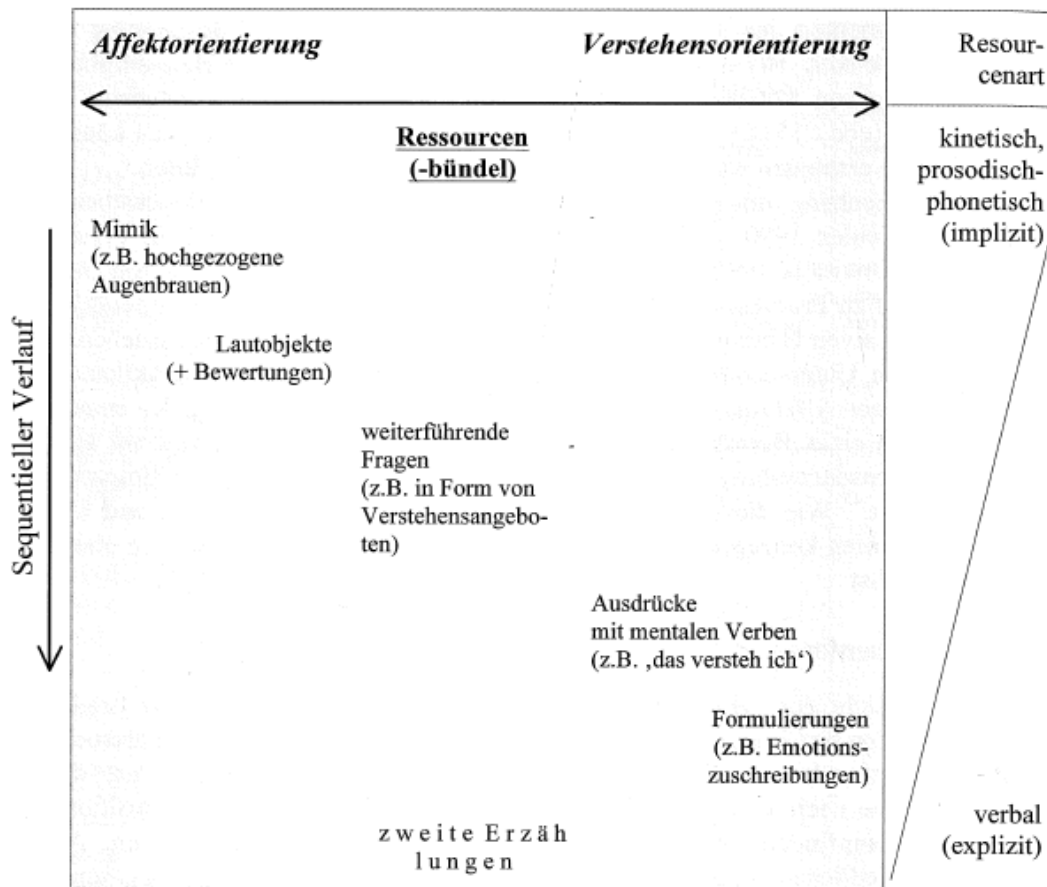 Affektorientierung
Verstehensorientierung
Resour-
cenart
Ressourcen
(-bündel)
kinetisch,
prosodisch-
phonetisch
(implizit)
Mimik
(z.B. hochgezogene
Augenbrauen)
Lautobjekte
(+ Bewertungen)
Sequentieller Verlauf
weiterführende
Fragen
(z.B. in Form von
Verstehensangebo-
ten)
Ausdrücke
mit mentalen Verben
(z.B. ‚das versteh ich‘)
Formulierungen
(z.B. Emotions-
zuschreibungen)
verbal
(explizit)
zweite Erzäh
lungen